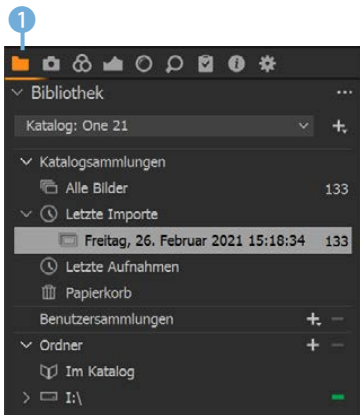 1
Bibliothek
Katalog: One 21
Katalogsammlungen
Alle Bilder 133
Letzte Importe
Freitag, 26. Februar 2021 15:18:34 133
Letzte Aufnahmen
Papierkorb
Benutzersammlungen
Ordner
Im Katalog
I:\